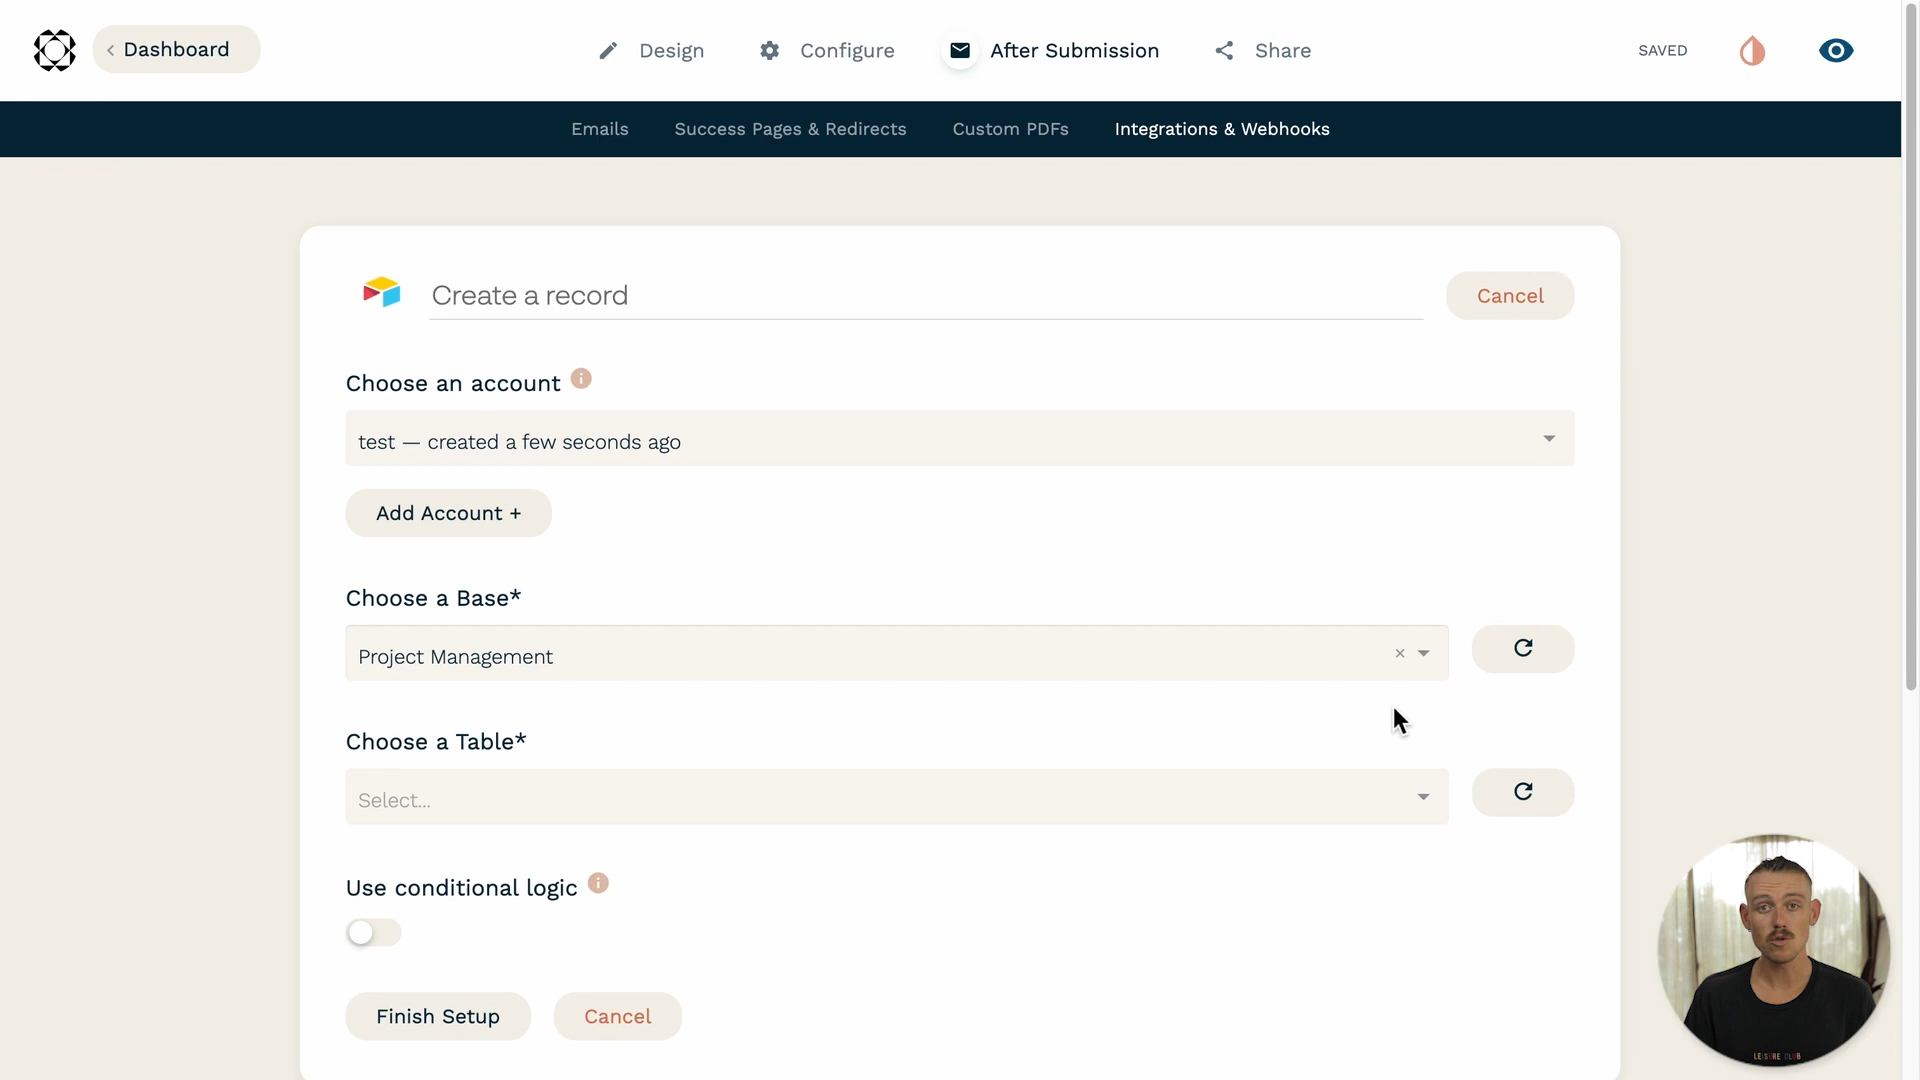 Dashboard
Design
Configure
After Submission
Share
SAVED
Emails
Success Pages & Redirects
Custom PDFs
Integrations & Webhooks
Create a record
Cancel
Choose an account
test — created a few seconds ago
Add Account +
Choose a Base*
Project Management
Choose a Table*
Select...
Use conditional logic
Finish Setup
Cancel
LEISURE CLUB